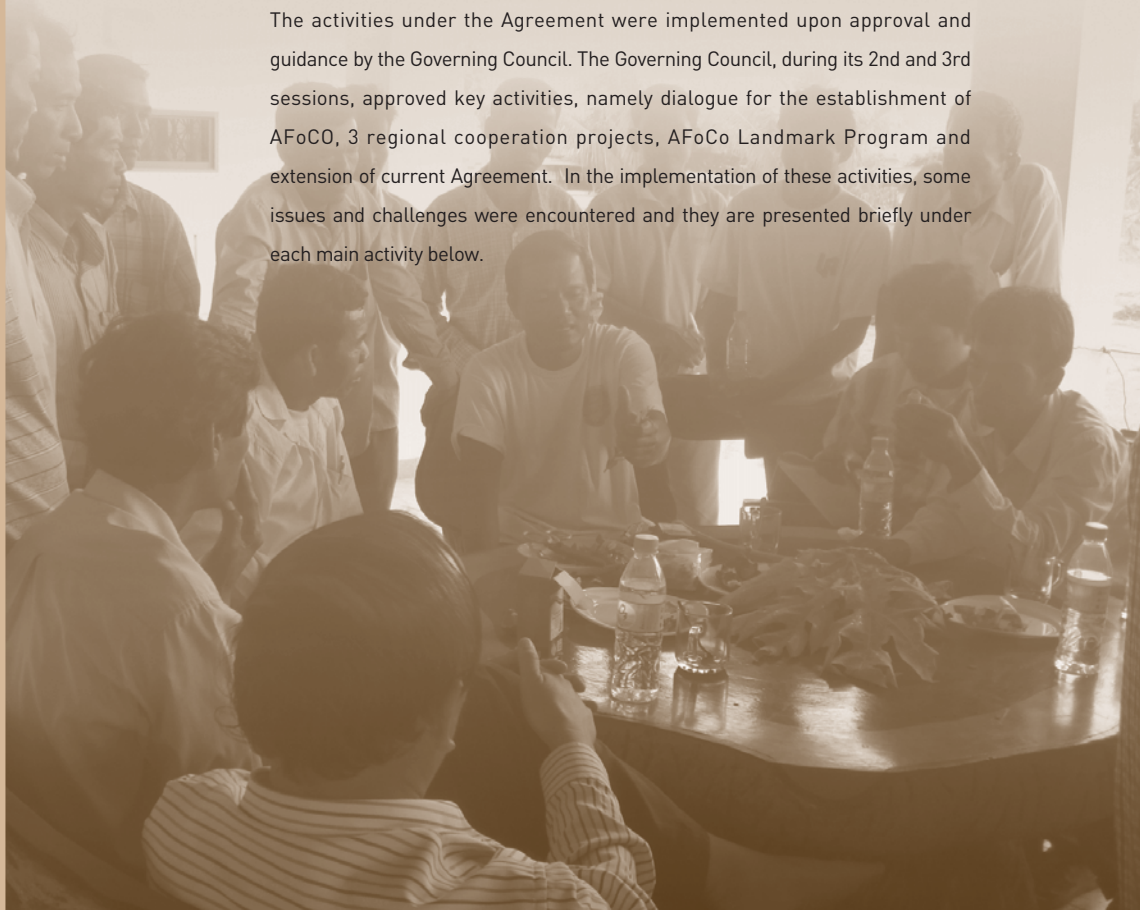 The activities under the Agreement were implemented upon approval and
guidance by the Governing Council. The Governing Council, during its 2nd and 3rd
sessions, approved key activities, namely dialogue for the establishment of
AFoCO, 3 regional cooperation projects, AFoCo Landmark Program and
extension of current Agreement.  In the implementation of these activities, some
issues and challenges were encountered and they are presented briefly under
each main activity below.